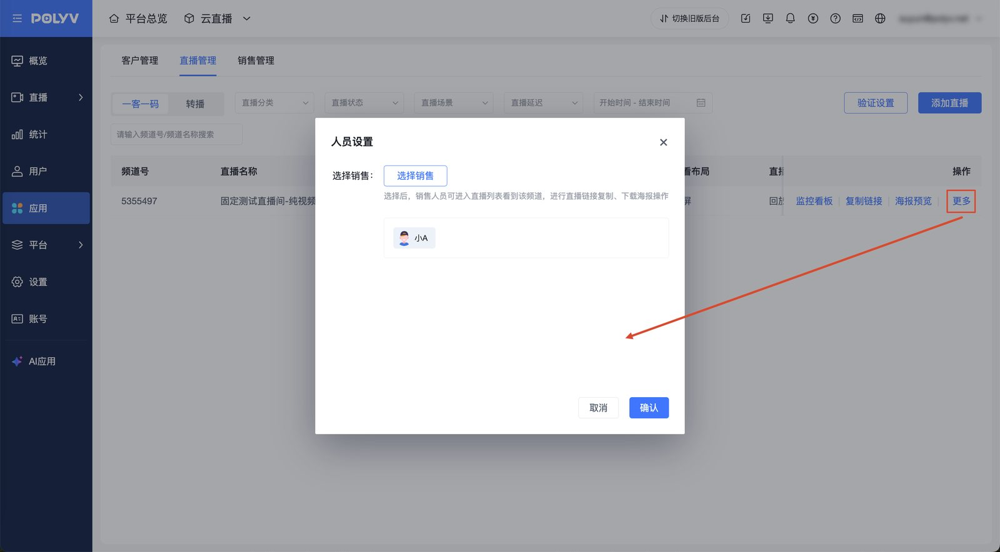 POLYV
平台总览
云直播
切换旧版后台
概览
直播
统计
用户
应用
平台
设置
账号
AI应用
客户管理
直播管理
销售管理
一客一码
转播
直播分类
直播状态
直播场景
直播延迟
开始时间 - 结束时间
验证设置
添加直播
请输入频道号/频道名称搜索
频道号
直播名称
看布局
直播
操作
5355497
固定测试直播间-纯视频
屏
回放
监控看板
复制链接
海报预览
更多
人员设置
选择销售：
选择销售
选择后，销售人员可进入直播列表看到该频道，进行直播链接复制、下载海报操作
小A
取消
确认